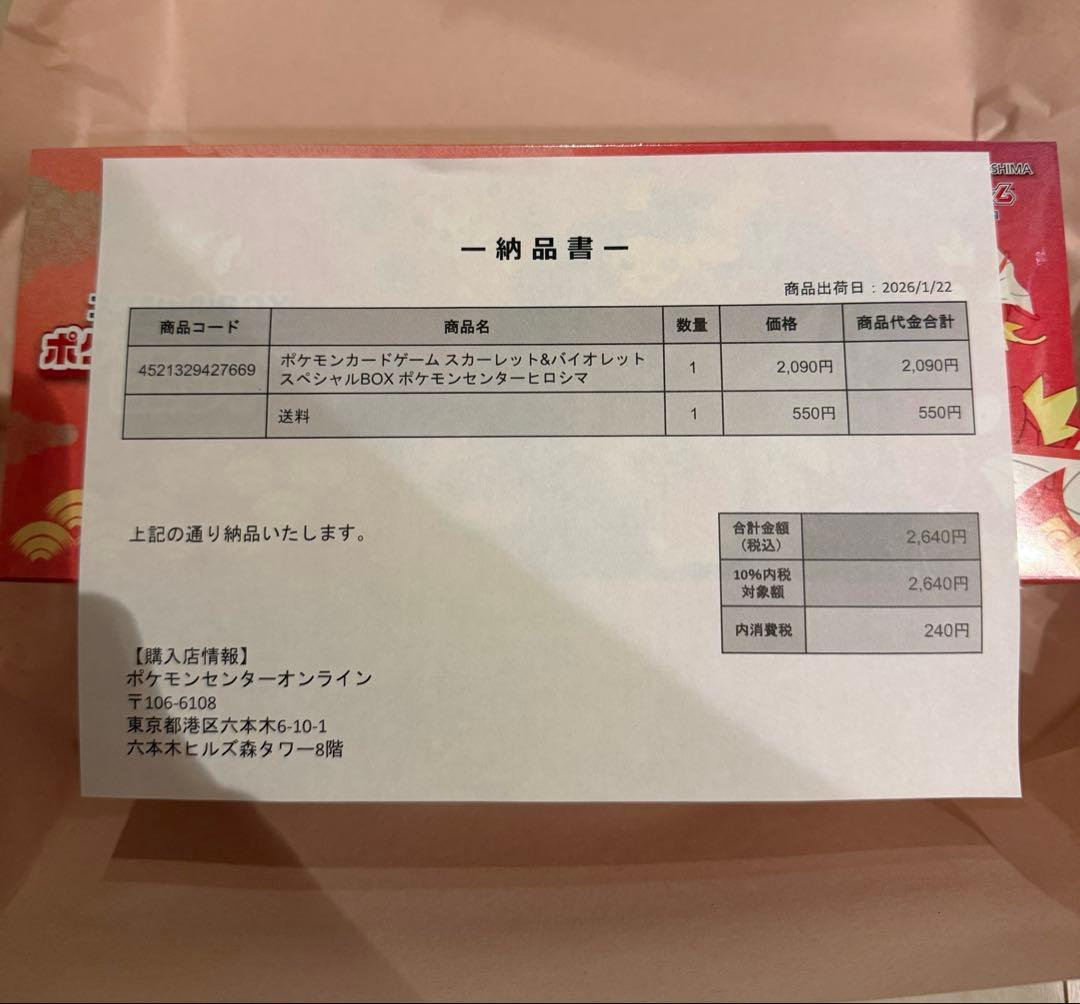 SHIMA
ポケ
ー 納 品 書 ー
商品出荷日：2026/1/22
商品コード 商品名 数量 価格 商品代金合計
4521329427669 ポケモンカードゲーム スカーレット&バイオレット 1 2,090円 2,090円
スペシャルBOX ポケモンセンターヒロシマ
送料 1 550円 550円
上記の通り納品いたします。
合計金額 2,640円
（税込）
10%内税 2,640円
対象額
内消費税 240円
【購入店情報】
ポケモンセンターオンライン
〒106-6108
東京都港区六本木6-10-1
六本木ヒルズ森タワー8階